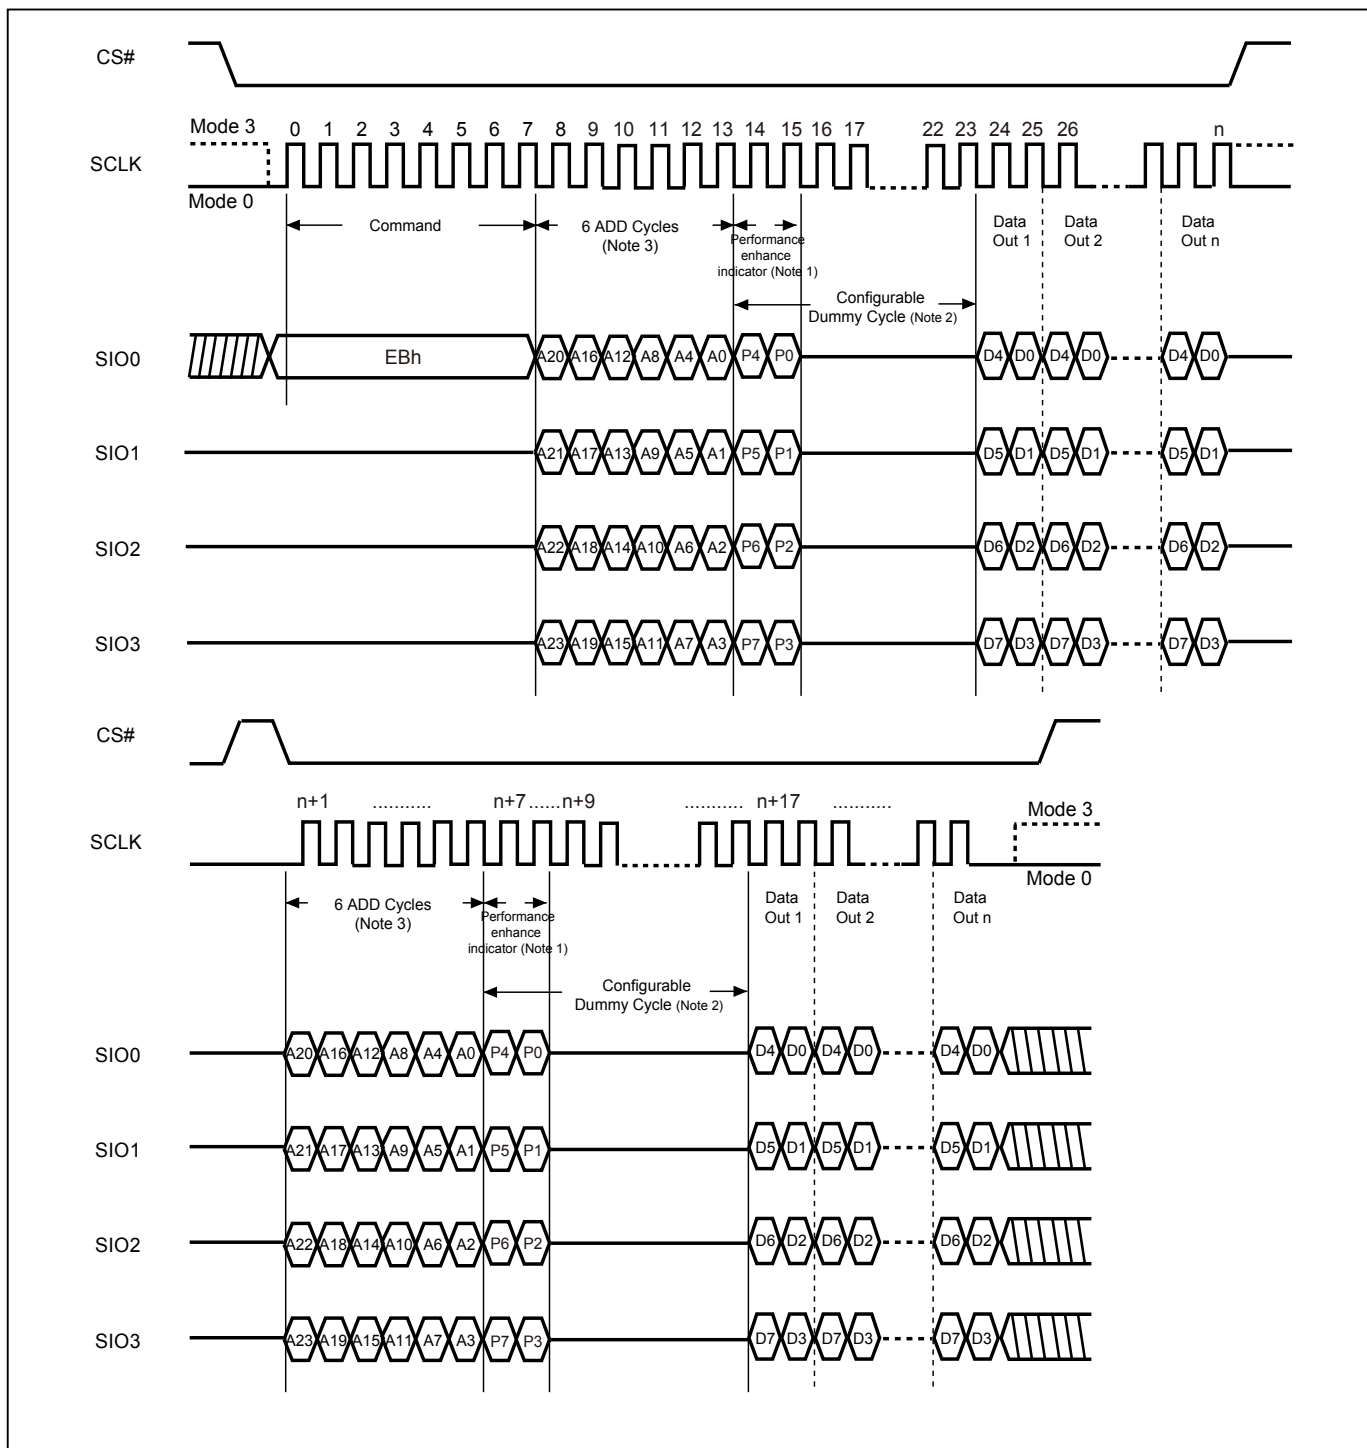 CS#
Mode 3
0 1 2 3 4 5 6 7 8 9 10 11 12 13 14 15 16 17 22 23 24 25 26 n
SCLK
Mode 0
Command
6 ADD Cycles
(Note 3)
Performance
enhance
indicator (Note 1)
Data
Out 1
Data
Out 2
Data
Out n
Configurable
Dummy Cycle (Note 2)
SIO0 EBh A20 A16 A12 A8 A4 A0 P4 P0 D4 D0 D4 D0 D4 D0
SIO1 A21 A17 A13 A9 A5 A1 P5 P1 D5 D1 D5 D1 D5 D1
SIO2 A22 A18 A14 A10 A6 A2 P6 P2 D6 D2 D6 D2 D6 D2
SIO3 A23 A19 A15 A11 A7 A3 P7 P3 D7 D3 D7 D3 D7 D3
CS#
n+1 ........... n+7 ...... n+9 ........... n+17 ...........
Mode 3
SCLK
Mode 0
6 ADD Cycles
(Note 3)
Performance
enhance
indicator (Note 1)
Data
Out 1
Data
Out 2
Data
Out n
Configurable
Dummy Cycle (Note 2)
SIO0 A20 A16 A12 A8 A4 A0 P4 P0 D4 D0 D4 D0 D4 D0
SIO1 A21 A17 A13 A9 A5 A1 P5 P1 D5 D1 D5 D1 D5 D1
SIO2 A22 A18 A14 A10 A6 A2 P6 P2 D6 D2 D6 D2 D6 D2
SIO3 A23 A19 A15 A11 A7 A3 P7 P3 D7 D3 D7 D3 D7 D3